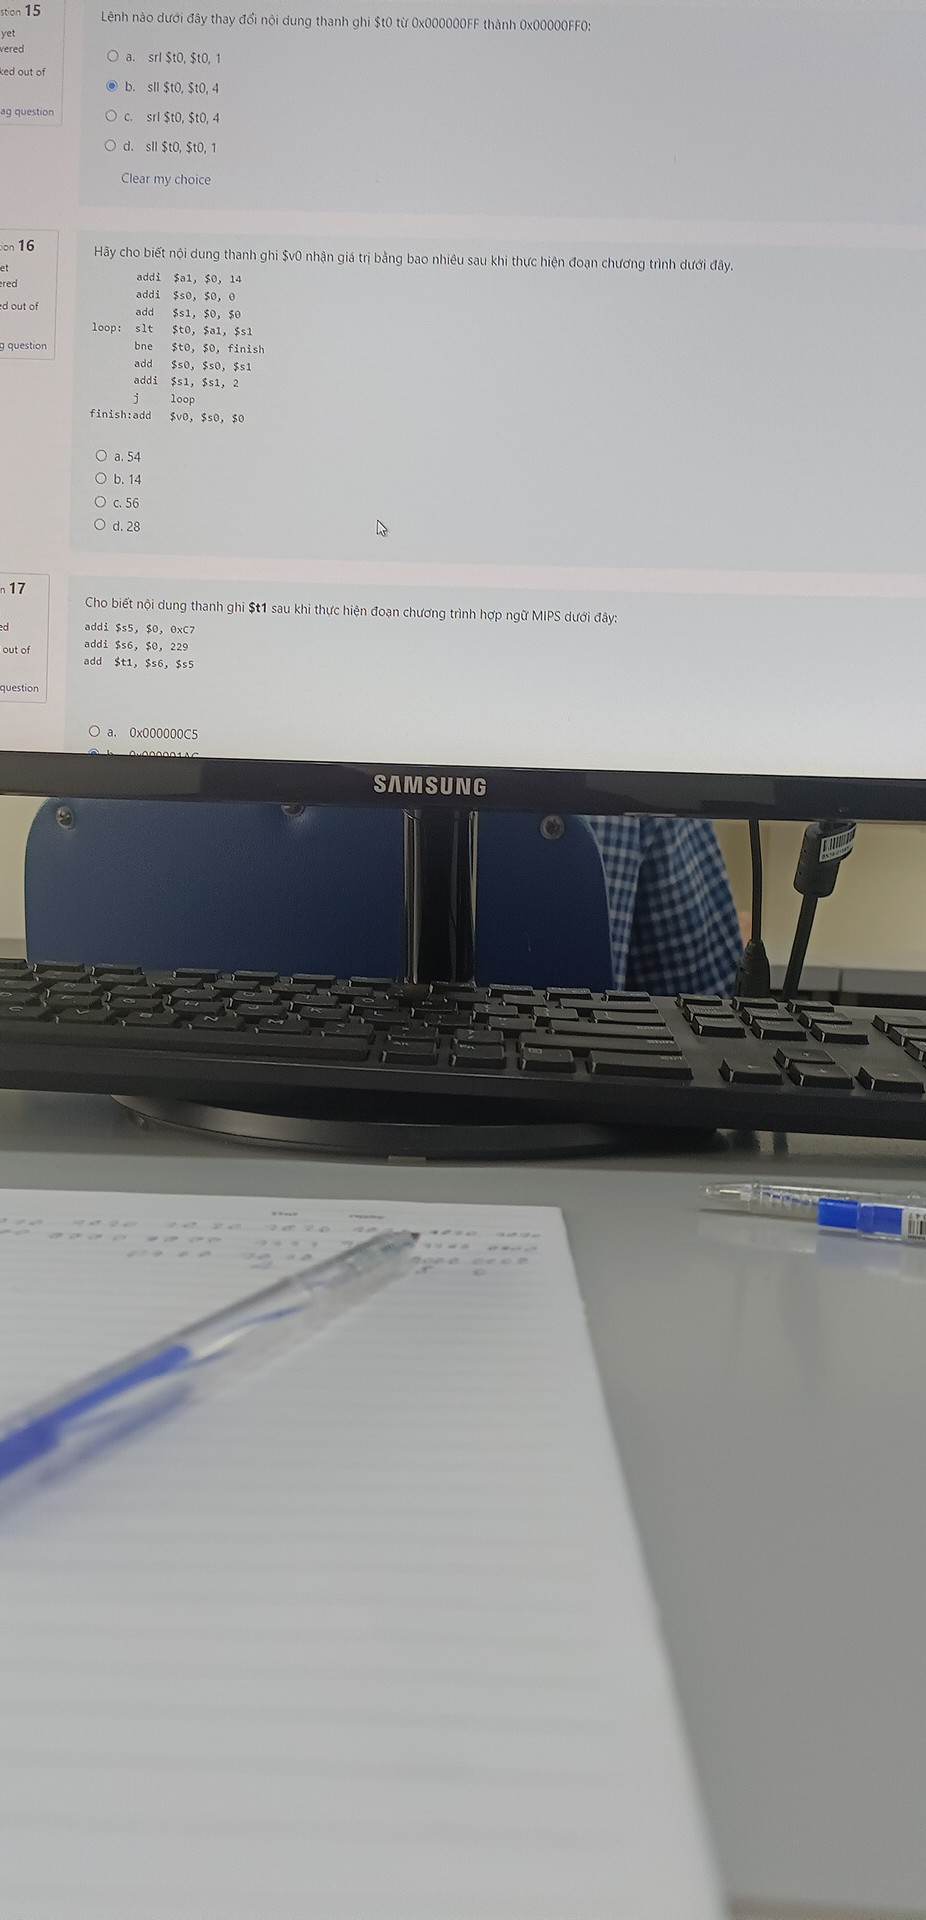 stion 15
yet
vered
ked out of
ag question
Lệnh nào dưới đây thay đổi nội dung thanh ghi $t0 từ 0x000000FF thành 0x00000FF0:
a. srl $t0, $t0, 1
b. sll $t0, $t0, 4
c. srl $t0, $t0, 4
d. sll $t0, $t0, 1
Clear my choice
ion 16
et
ered
ed out of
g question
Hãy cho biết nội dung thanh ghi $v0 nhận giá trị bằng bao nhiêu sau khi thực hiện đoạn chương trình dưới đây.
addi $a1, $0, 14
addi $s0, $0, 0
add $s1, $0, $0
loop: slt $t0, $a1, $s1
bne $t0, $0, finish
add $s0, $s0, $s1
addi $s1, $s1, 2
j loop
finish:add $v0, $s0, $0
a. 54
b. 14
c. 56
d. 28
n 17
ed
out of
question
Cho biết nội dung thanh ghi $t1 sau khi thực hiện đoạn chương trình hợp ngữ MIPS dưới đây:
addi $s5, $0, 0xC7
addi $s6, $0, 229
add $t1, $s6, $s5
a. 0x000000C5
b. 0x000001AC
SAMSUNG